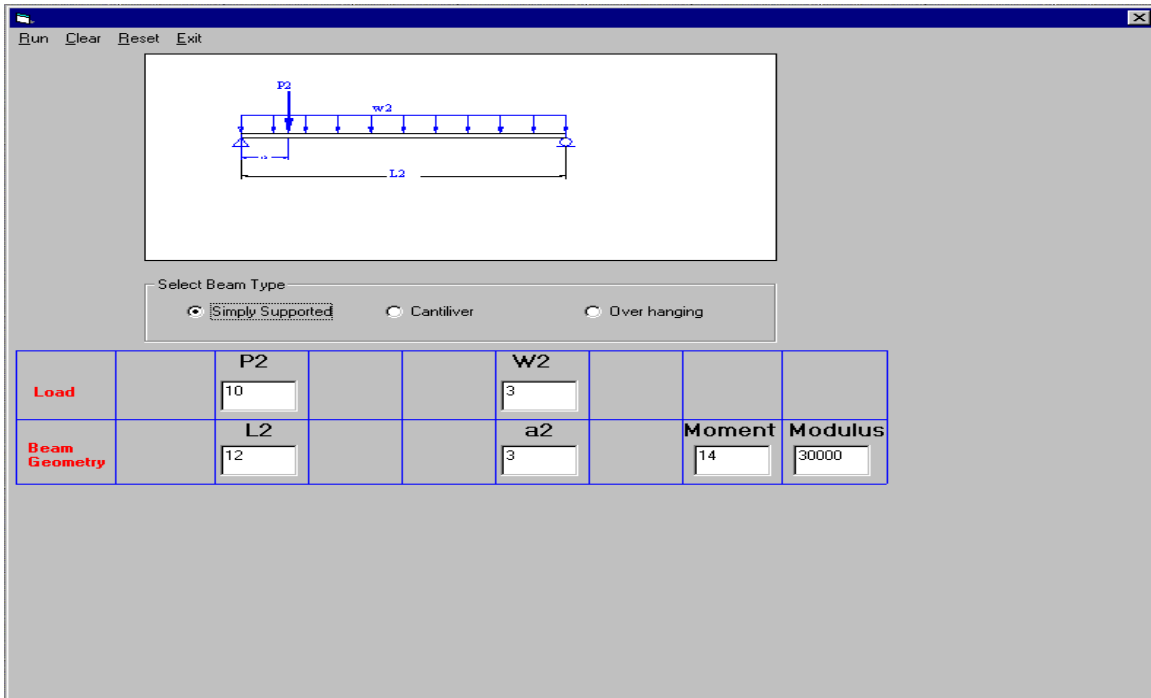 Run Clear Reset Exit
P2
w2
L2
Select Beam Type
Simply Supported Cantiliver Over hanging
P2 W2
Load 10 3
L2 a2 Moment Modulus
Beam Geometry 12 3 14 30000